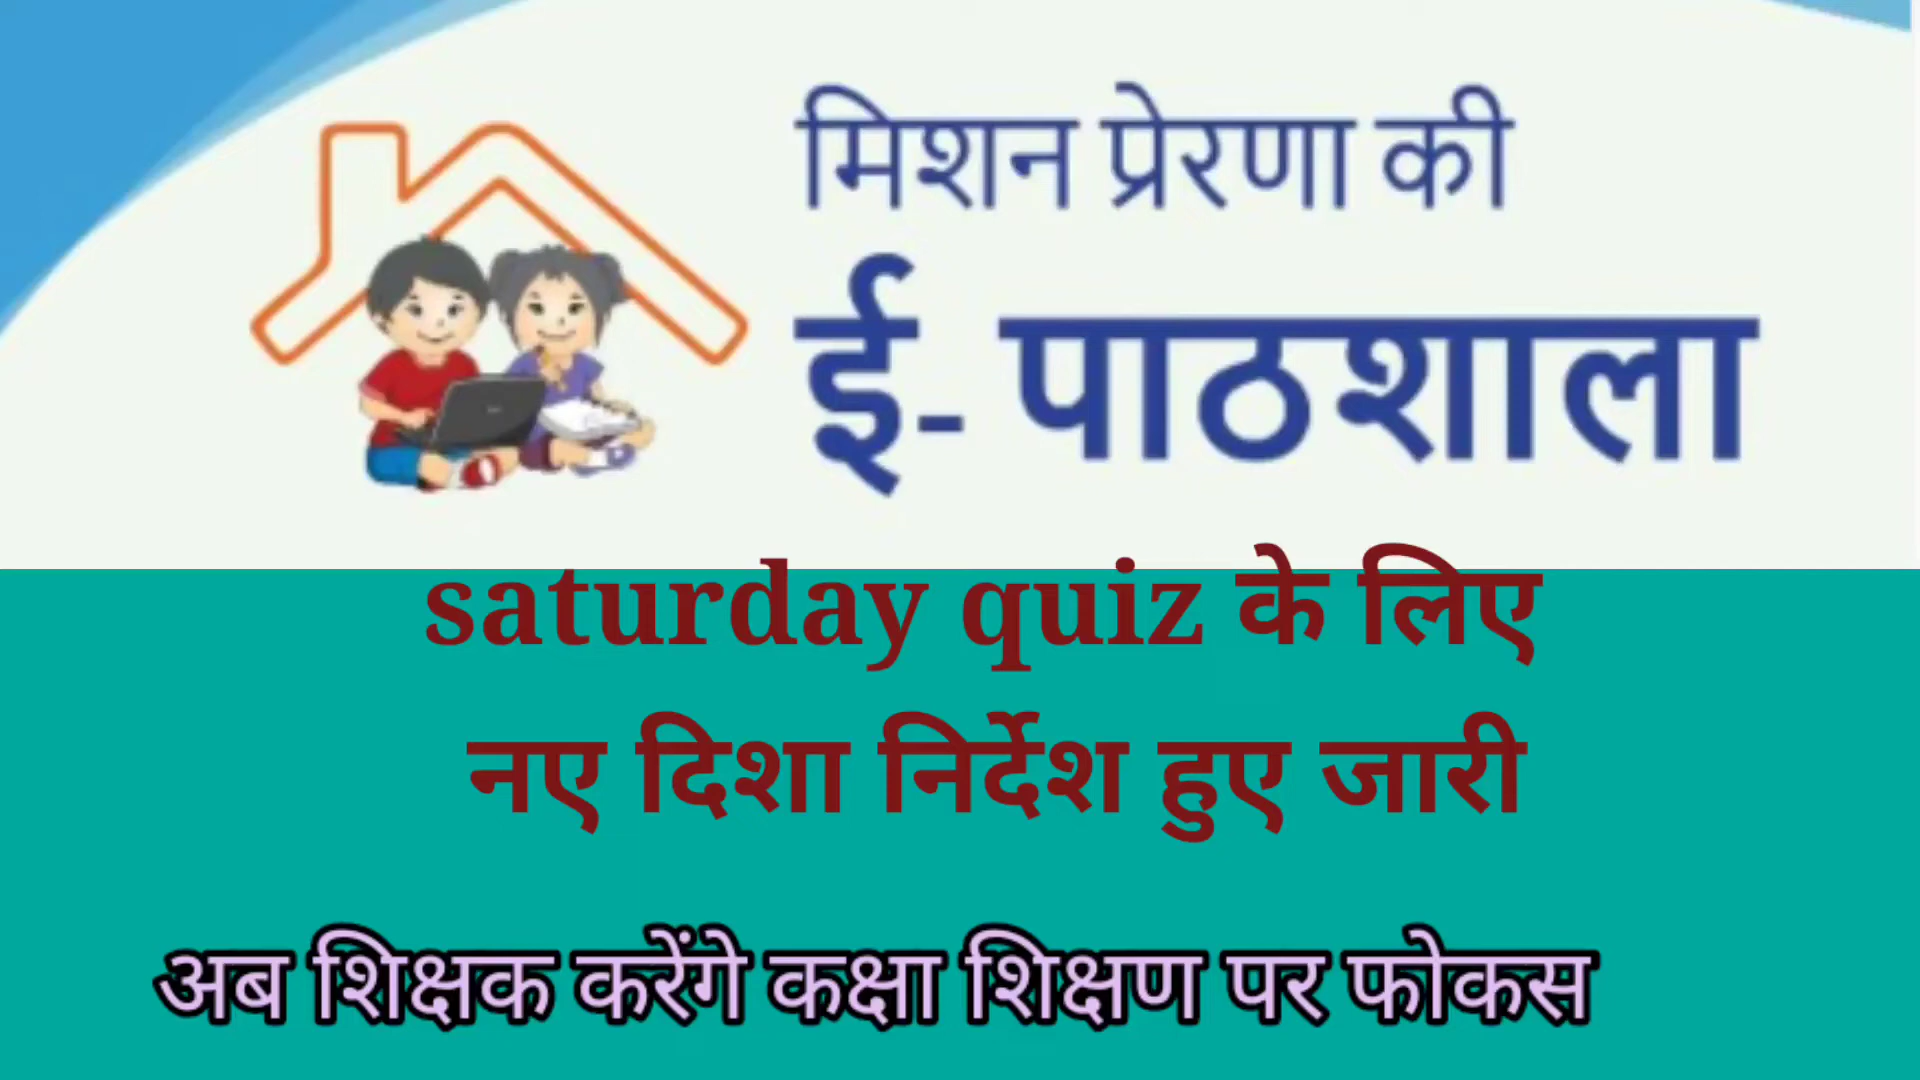 मिशन प्रेरणा की
ई- पाठशाला
saturday quiz के लिए
नए दिशा निर्देश हुए जारी
अब शिक्षक करेंगे कक्षा शिक्षण पर फोकस